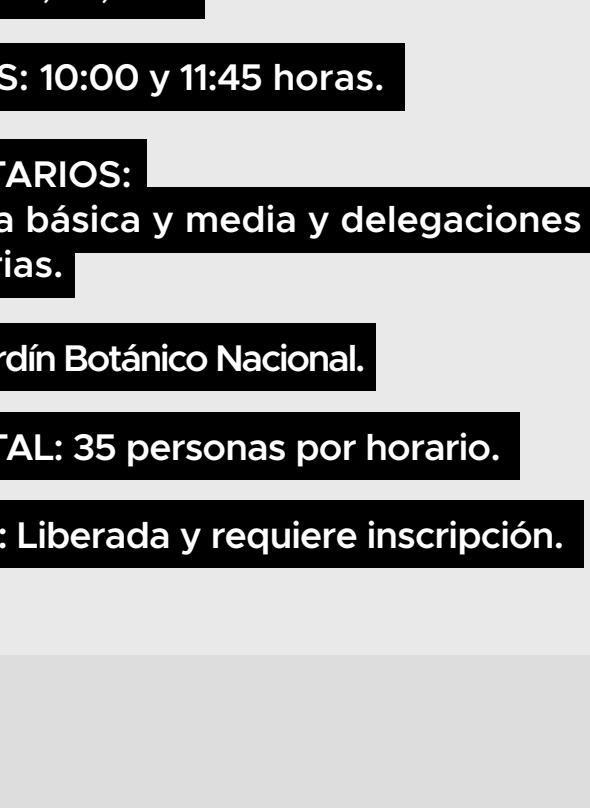 S: 10:00 y 11:45 horas.
TARIOS:
a básica y media y delegaciones
rias.
rdín Botánico Nacional.
TAL: 35 personas por horario.
: Liberada y requiere inscripción.